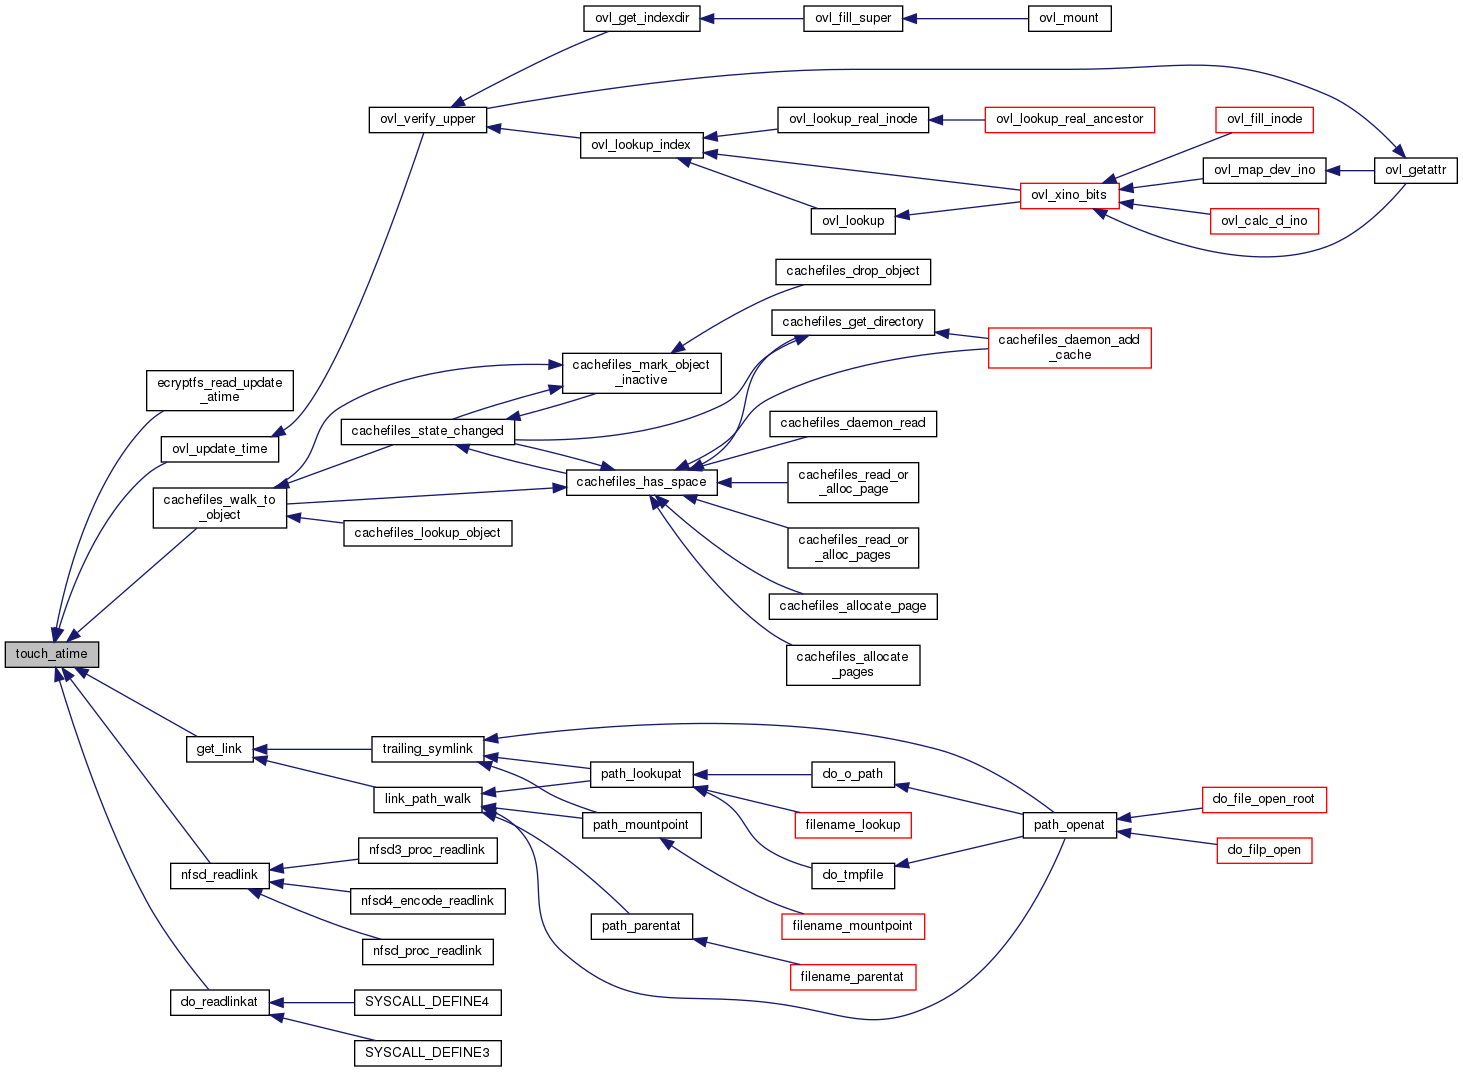 ovl_get_indexdir
ovl_fill_super
ovl_mount
ovl_verify_upper
ovl_lookup_real_inode
ovl_lookup_real_ancestor
ovl_fill_inode
ovl_lookup_index
ovl_map_dev_ino
ovl_getattr
ovl_xino_bits
ovl_lookup
ovl_calc_d_ino
cachefiles_drop_object
cachefiles_get_directory
cachefiles_daemon_add
_cache
cachefiles_mark_object
_inactive
ecryptfs_read_update
_atime
cachefiles_state_changed
cachefiles_daemon_read
ovl_update_time
cachefiles_has_space
cachefiles_read_or
_alloc_page
cachefiles_walk_to
_object
cachefiles_lookup_object
cachefiles_read_or
_alloc_pages
cachefiles_allocate_page
touch_atime
cachefiles_allocate
_pages
get_link
trailing_symlink
path_lookupat
do_o_path
link_path_walk
do_file_open_root
path_mountpoint
filename_lookup
path_openat
nfsd3_proc_readlink
do_filp_open
nfsd_readlink
do_tmpfile
nfsd4_encode_readlink
path_parentat
filename_mountpoint
nfsd_proc_readlink
filename_parentat
do_readlinkat
SYSCALL_DEFINE4
SYSCALL_DEFINE3